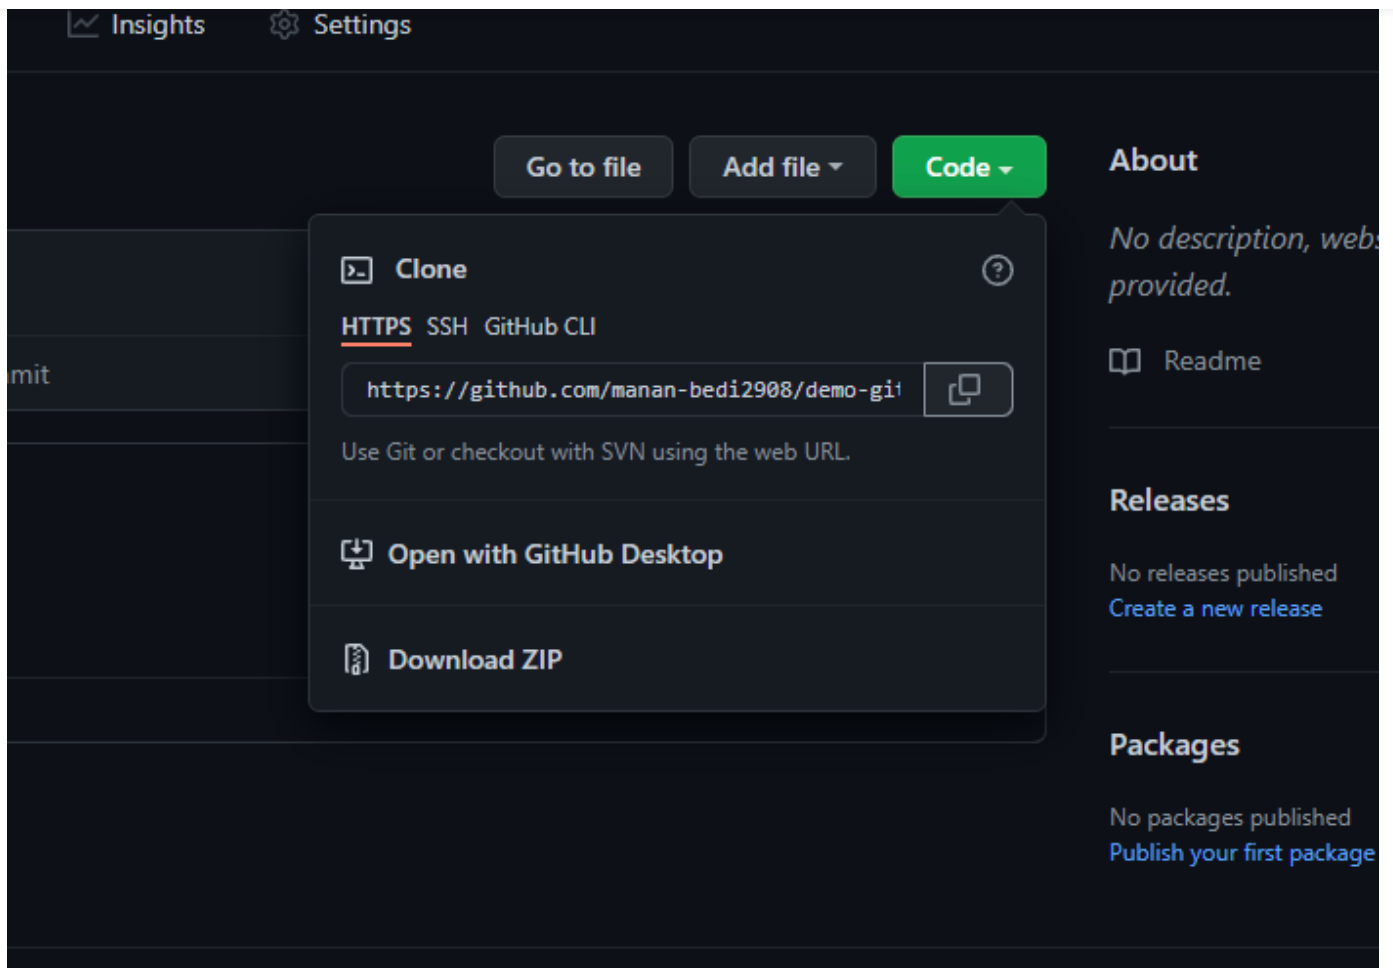 Insights Settings
Go to file Add file Code
About
No description, webs
provided.
Clone
HTTPS SSH GitHub CLI
https://github.com/manan-bedi2908/demo-git
Use Git or checkout with SVN using the web URL.
Open with GitHub Desktop
Download ZIP
mit
Readme
Releases
No releases published
Create a new release
Packages
No packages published
Publish your first package